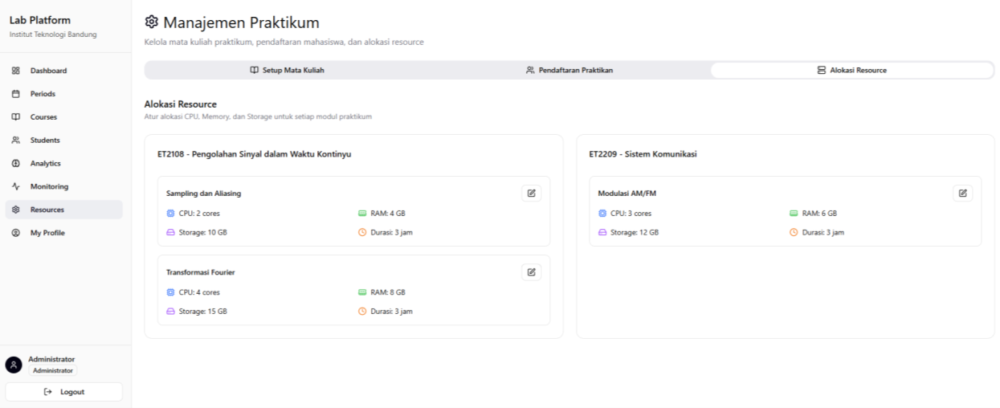 Lab Platform
Institut Teknologi Bandung
Dashboard
Periods
Courses
Students
Analytics
Monitoring
Resources
My Profile
Administrator
Administrator
Logout
Manajemen Praktikum
Kelola mata kuliah praktikum, pendaftaran mahasiswa, dan alokasi resource
Setup Mata Kuliah
Pendaftaran Praktikan
Alokasi Resource
Alokasi Resource
Atur alokasi CPU, Memory, dan Storage untuk setiap modul praktikum
ET2108 - Pengolahan Sinyal dalam Waktu Kontinyu
Sampling dan Aliasing
CPU: 2 cores
RAM: 4 GB
Storage: 10 GB
Durasi: 3 jam
Transformasi Fourier
CPU: 4 cores
RAM: 8 GB
Storage: 15 GB
Durasi: 3 jam
ET2209 - Sistem Komunikasi
Modulasi AM/FM
CPU: 3 cores
RAM: 6 GB
Storage: 12 GB
Durasi: 3 jam